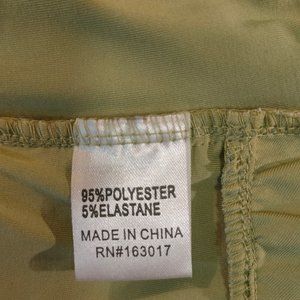 95%POLYESTER
5%ELASTANE
MADE IN CHINA
RN#163017